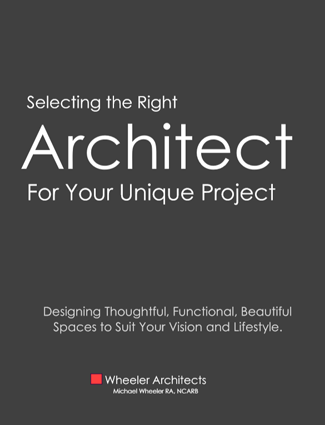 Selecting the Right
Architect
For Your Unique Project
Designing Thoughtful, Functional, Beautiful
Spaces to Suit Your Vision and Lifestyle.
Wheeler Architects
Michael Wheeler RA, NCARB